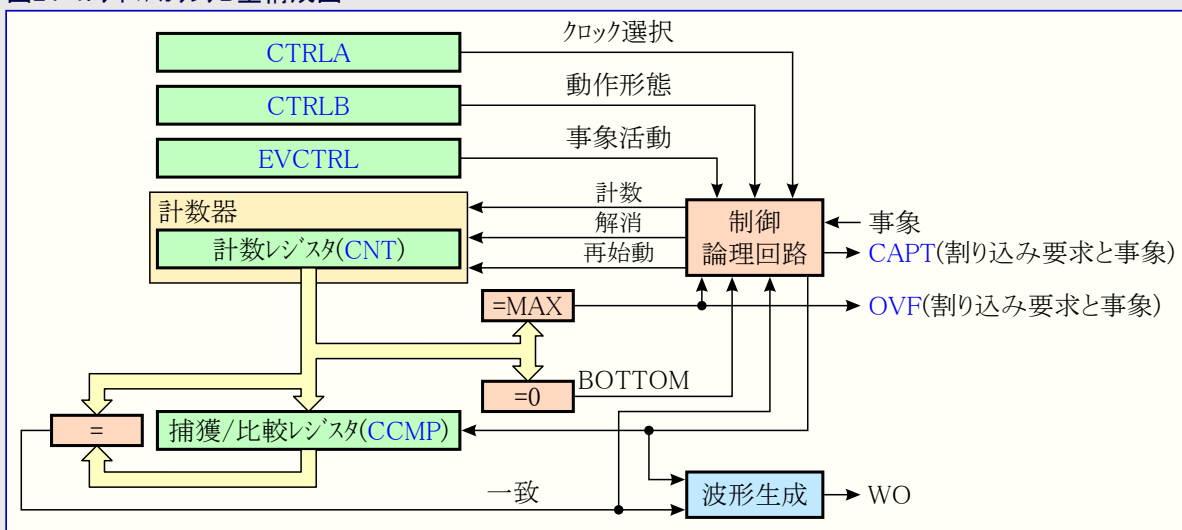 クロック選択
CTRLA
動作形態
CTRLB
事象活動
EVCTRL
計数器
計数レジスタ(CNT)
計数
解消
再始動
制御
論理回路
事象
CAPT(割り込み要求と事象)
=MAX
OVF(割り込み要求と事象)
=0
BOTTOM
=
捕獲/比較レジスタ(CCMP)
一致
波形生成
WO